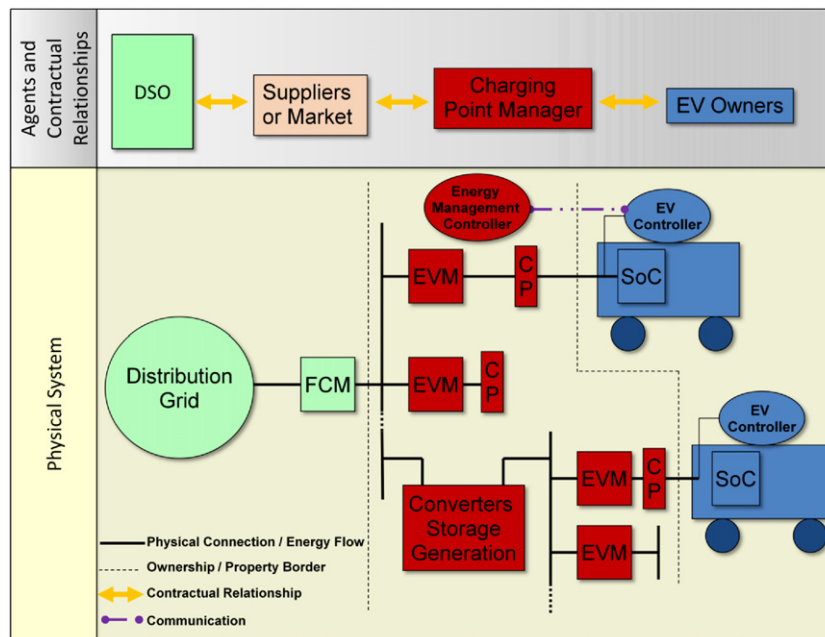 Agents and
Contractual
Relationships
DSO
Suppliers
or Market
Charging
Point Manager
EV Owners
Physical System
Energy
Management
Controller
EV
Controller
EVM
C
P
SoC
Distribution
Grid
FCM
EVM
C
P
EV
Controller
Converters
Storage
Generation
EVM
C
P
SoC
EVM
Physical Connection / Energy Flow
Ownership / Property Border
Contractual Relationship
Communication